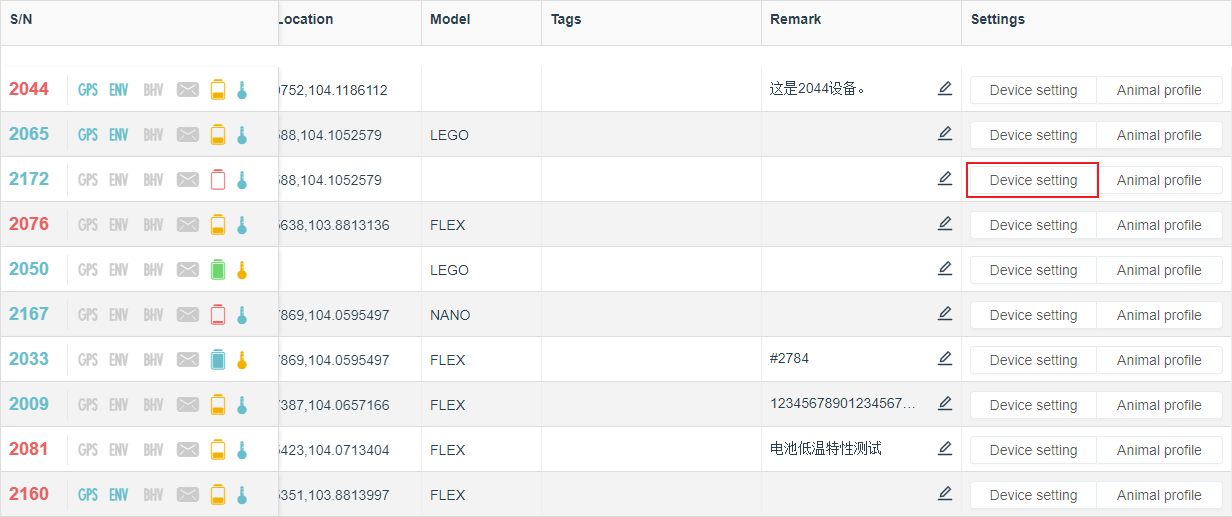 S/N Location Model Tags Remark Settings
2044 GPS ENV BHV 0752,104.1186112 这是2044设备。 Device setting Animal profile
2065 GPS ENV BHV 588,104.1052579 LEGO Device setting Animal profile
2172 GPS ENV BHV 588,104.1052579 Device setting Animal profile
2076 GPS ENV BHV 5638,103.8813136 FLEX Device setting Animal profile
2050 GPS ENV BHV LEGO Device setting Animal profile
2167 GPS ENV BHV 7869,104.0595497 NANO Device setting Animal profile
2033 GPS ENV BHV 7869,104.0595497 FLEX #2784 Device setting Animal profile
2009 GPS ENV BHV 7387,104.0657166 FLEX 12345678901234567... Device setting Animal profile
2081 GPS ENV BHV 5423,104.0713404 FLEX 电池低温特性测试 Device setting Animal profile
2160 GPS ENV BHV 5351,103.8813997 FLEX Device setting Animal profile